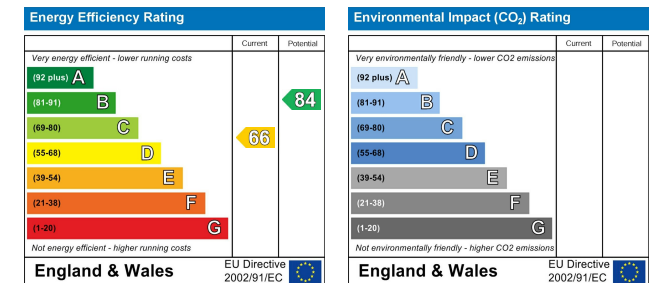 Energy Efficiency Rating
Current Potential
Very energy efficient - lower running costs
(92 plus) A
(81-91) B
84
(69-80) C
66
(55-68) D
(39-54) E
(21-38) F
(1-20) G
Not energy efficient - higher running costs
England & Wales
EU Directive
2002/91/EC
Environmental Impact (CO2) Rating
Current Potential
Very environmentally friendly - lower CO2 emissions
(92 plus) A
(81-91) B
(69-80) C
(55-68) D
(39-54) E
(21-38) F
(1-20) G
Not environmentally friendly - higher CO2 emissions
England & Wales
EU Directive
2002/91/EC